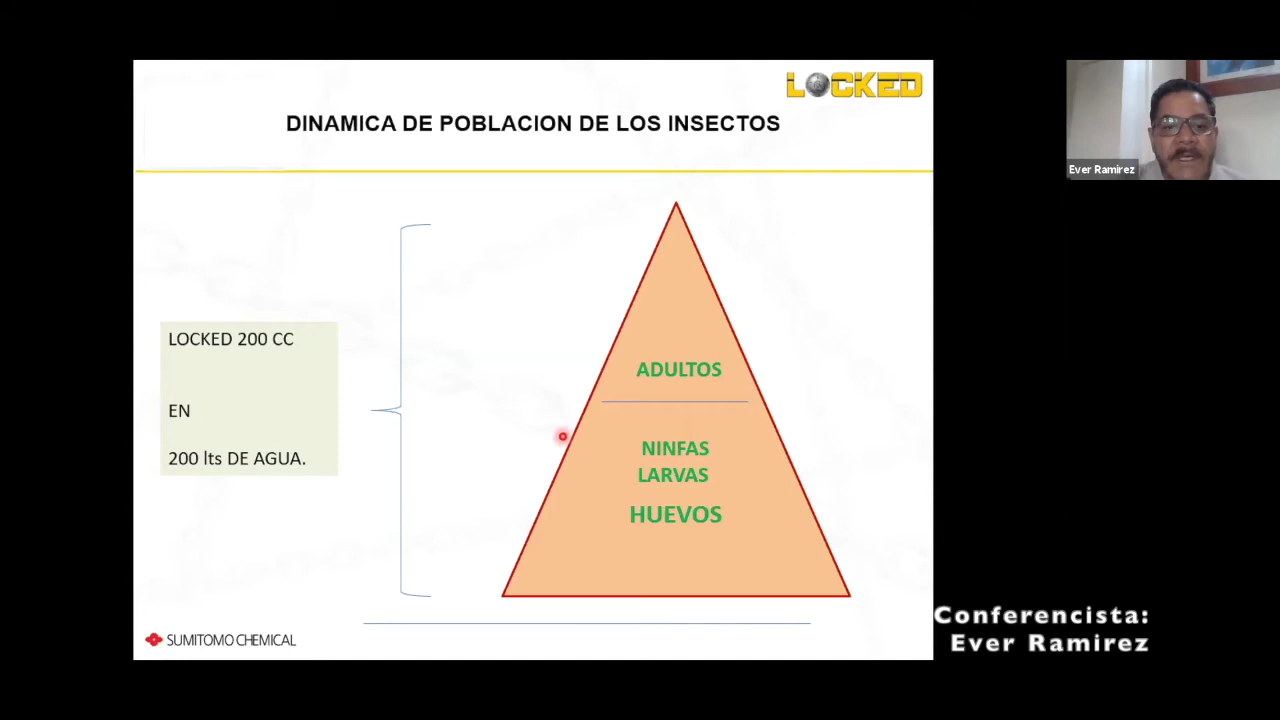 LOCKED
DINAMICA DE POBLACION DE LOS INSECTOS
Ever Ramirez
LOCKED 200 CC
EN
200 lts DE AGUA.
ADULTOS
NINFAS
LARVAS
HUEVOS
SUMITOMO CHEMICAL
Conferencista:
Ever Ramirez